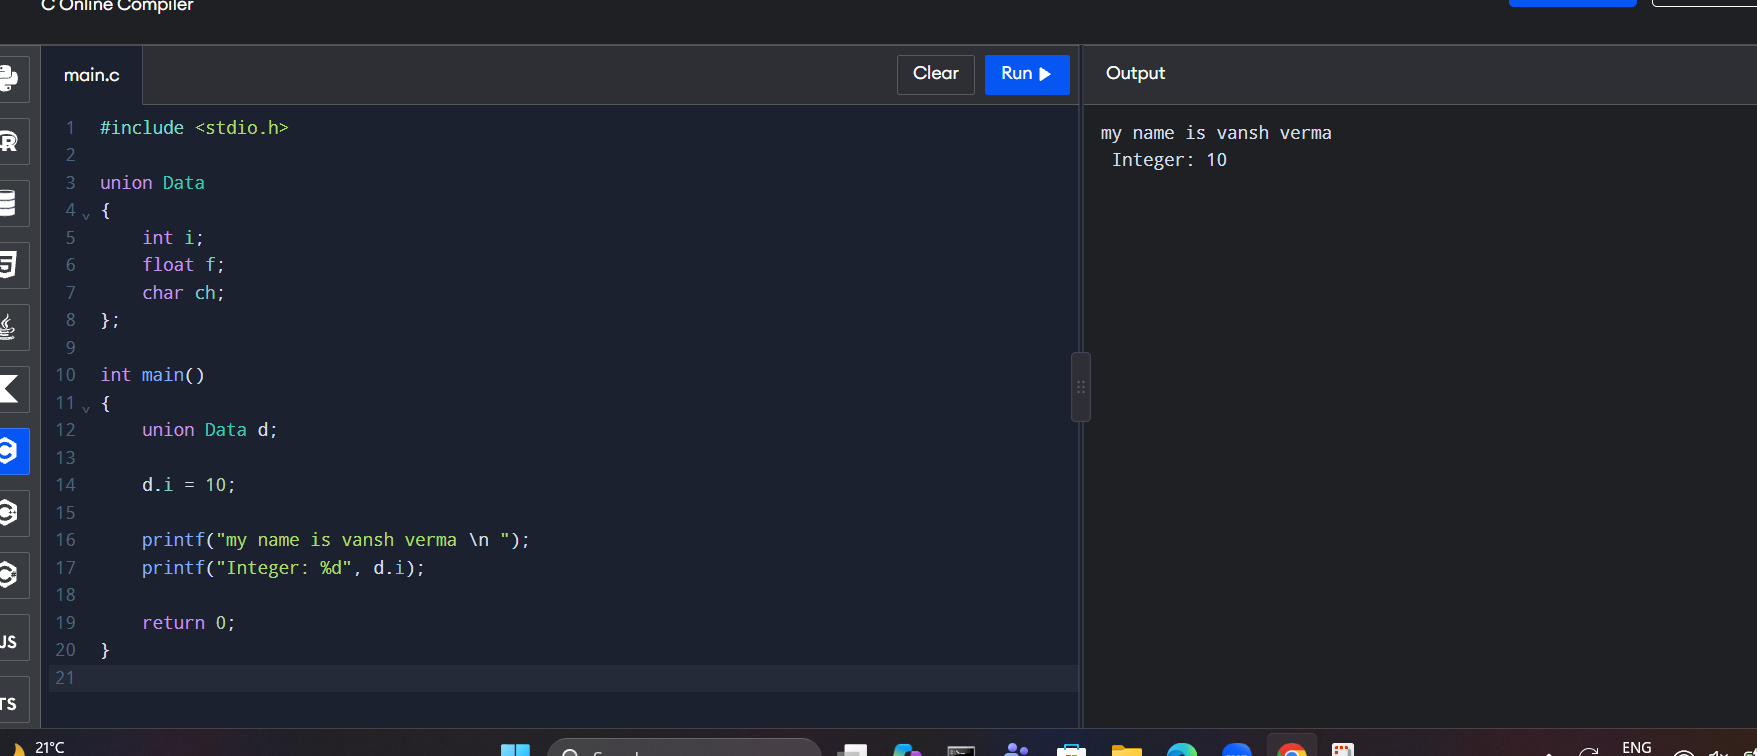 C Online Compiler
main.c
Clear
Run
Output
1 #include <stdio.h>
2
3 union Data
4 {
5 int i;
6 float f;
7 char ch;
8 };
9
10 int main()
11 {
12 union Data d;
13
14 d.i = 10;
15
16 printf("my name is vansh verma \n ");
17 printf("Integer: %d", d.i);
18
19 return 0;
20 }
21
my name is vansh verma
Integer: 10
JS
TS
21°C
ENG